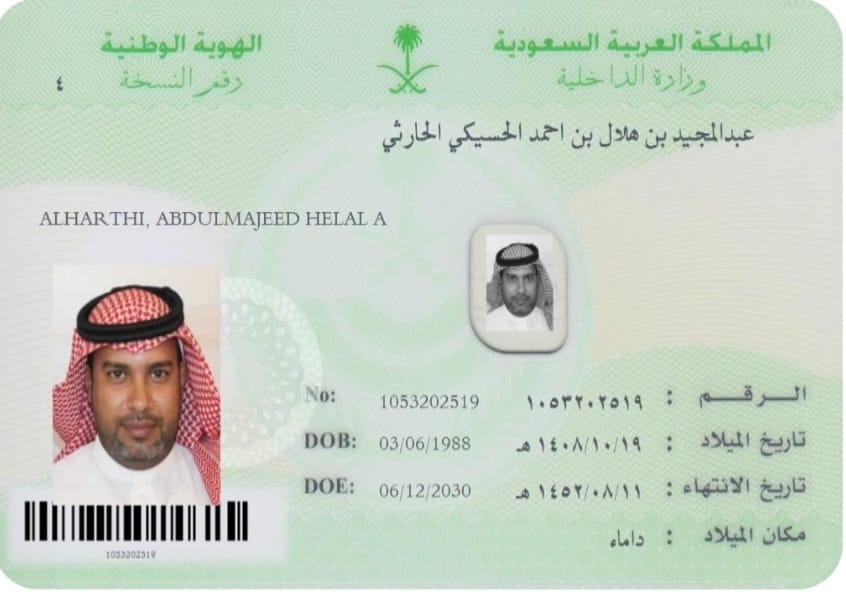 المملكة العربية السعودية
الهوية الوطنية
وزارة الداخلية
رقم النسخة ٤
عبدالمجيد بن هلال بن احمد الحسيكي الحارثي
ALHARTHI, ABDULMAJEED HELAL A
No: 1053202519 الـرقـم : ١٠٥٣٢٠٢٥١٩
DOB: 03/06/1988 تاريخ الميلاد : ١٤٠٨/١٠/١٩ هـ
DOE: 06/12/2030 تاريخ الانتهاء : ١٤٥٢/٠٨/١١ هـ
مكان الميلاد : داماء
1053202519